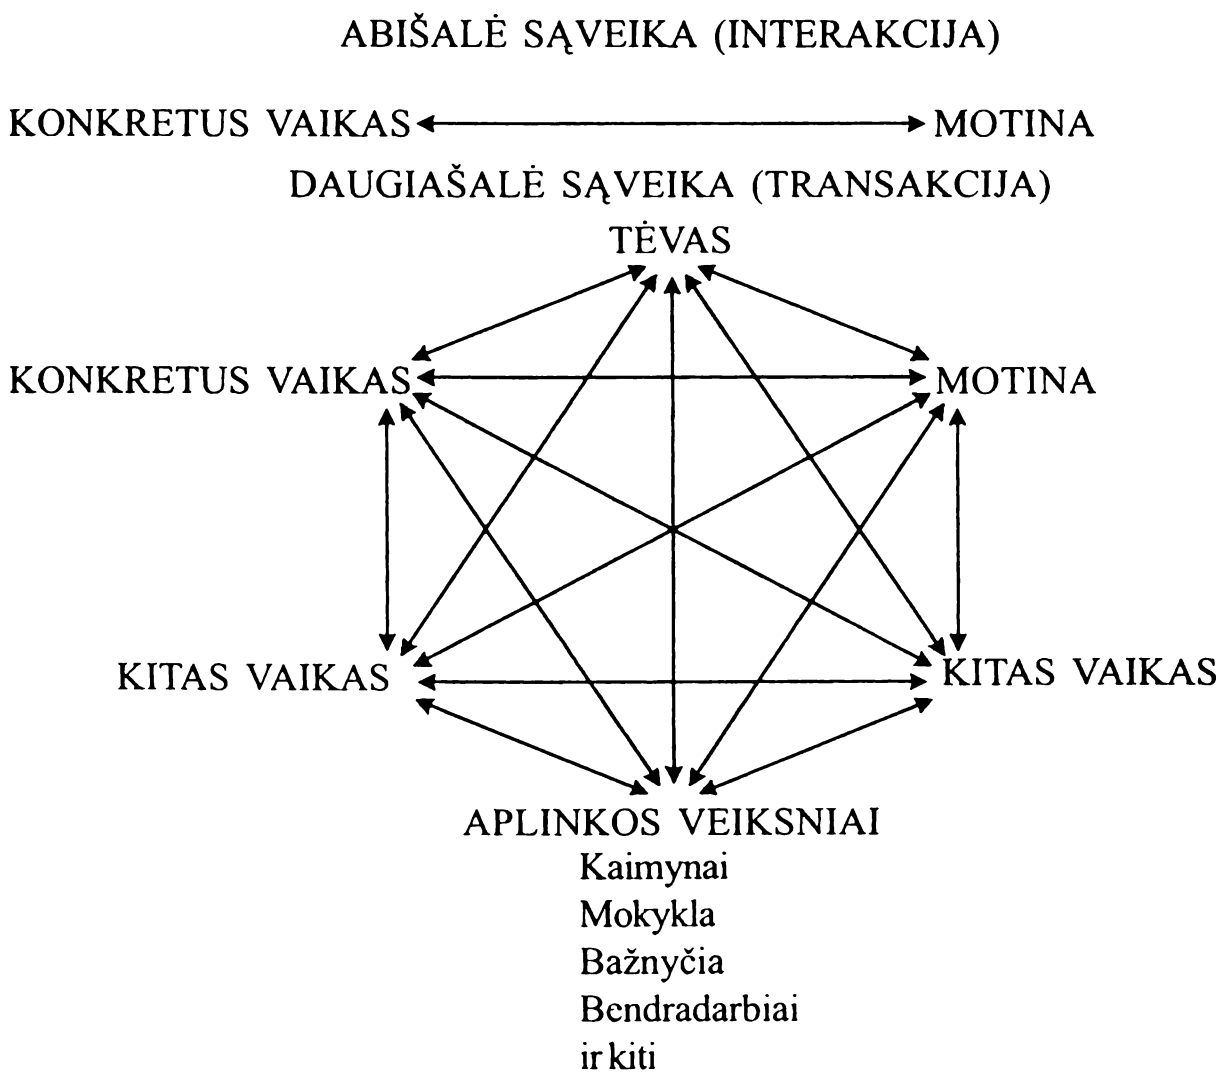 ABIŠALĖ SĄVEIKA (INTERAKCIJA)
KONKRETUS VAIKAS MOTINA
DAUGIAŠALĖ SĄVEIKA (TRANSAKCIJA)
TĖVAS
KONKRETUS VAIKAS MOTINA
KITAS VAIKAS KITAS VAIKAS
APLINKOS VEIKSNIAI
Kaimynai
Mokykla
Bažnyčia
Bendradarbiai
ir kiti